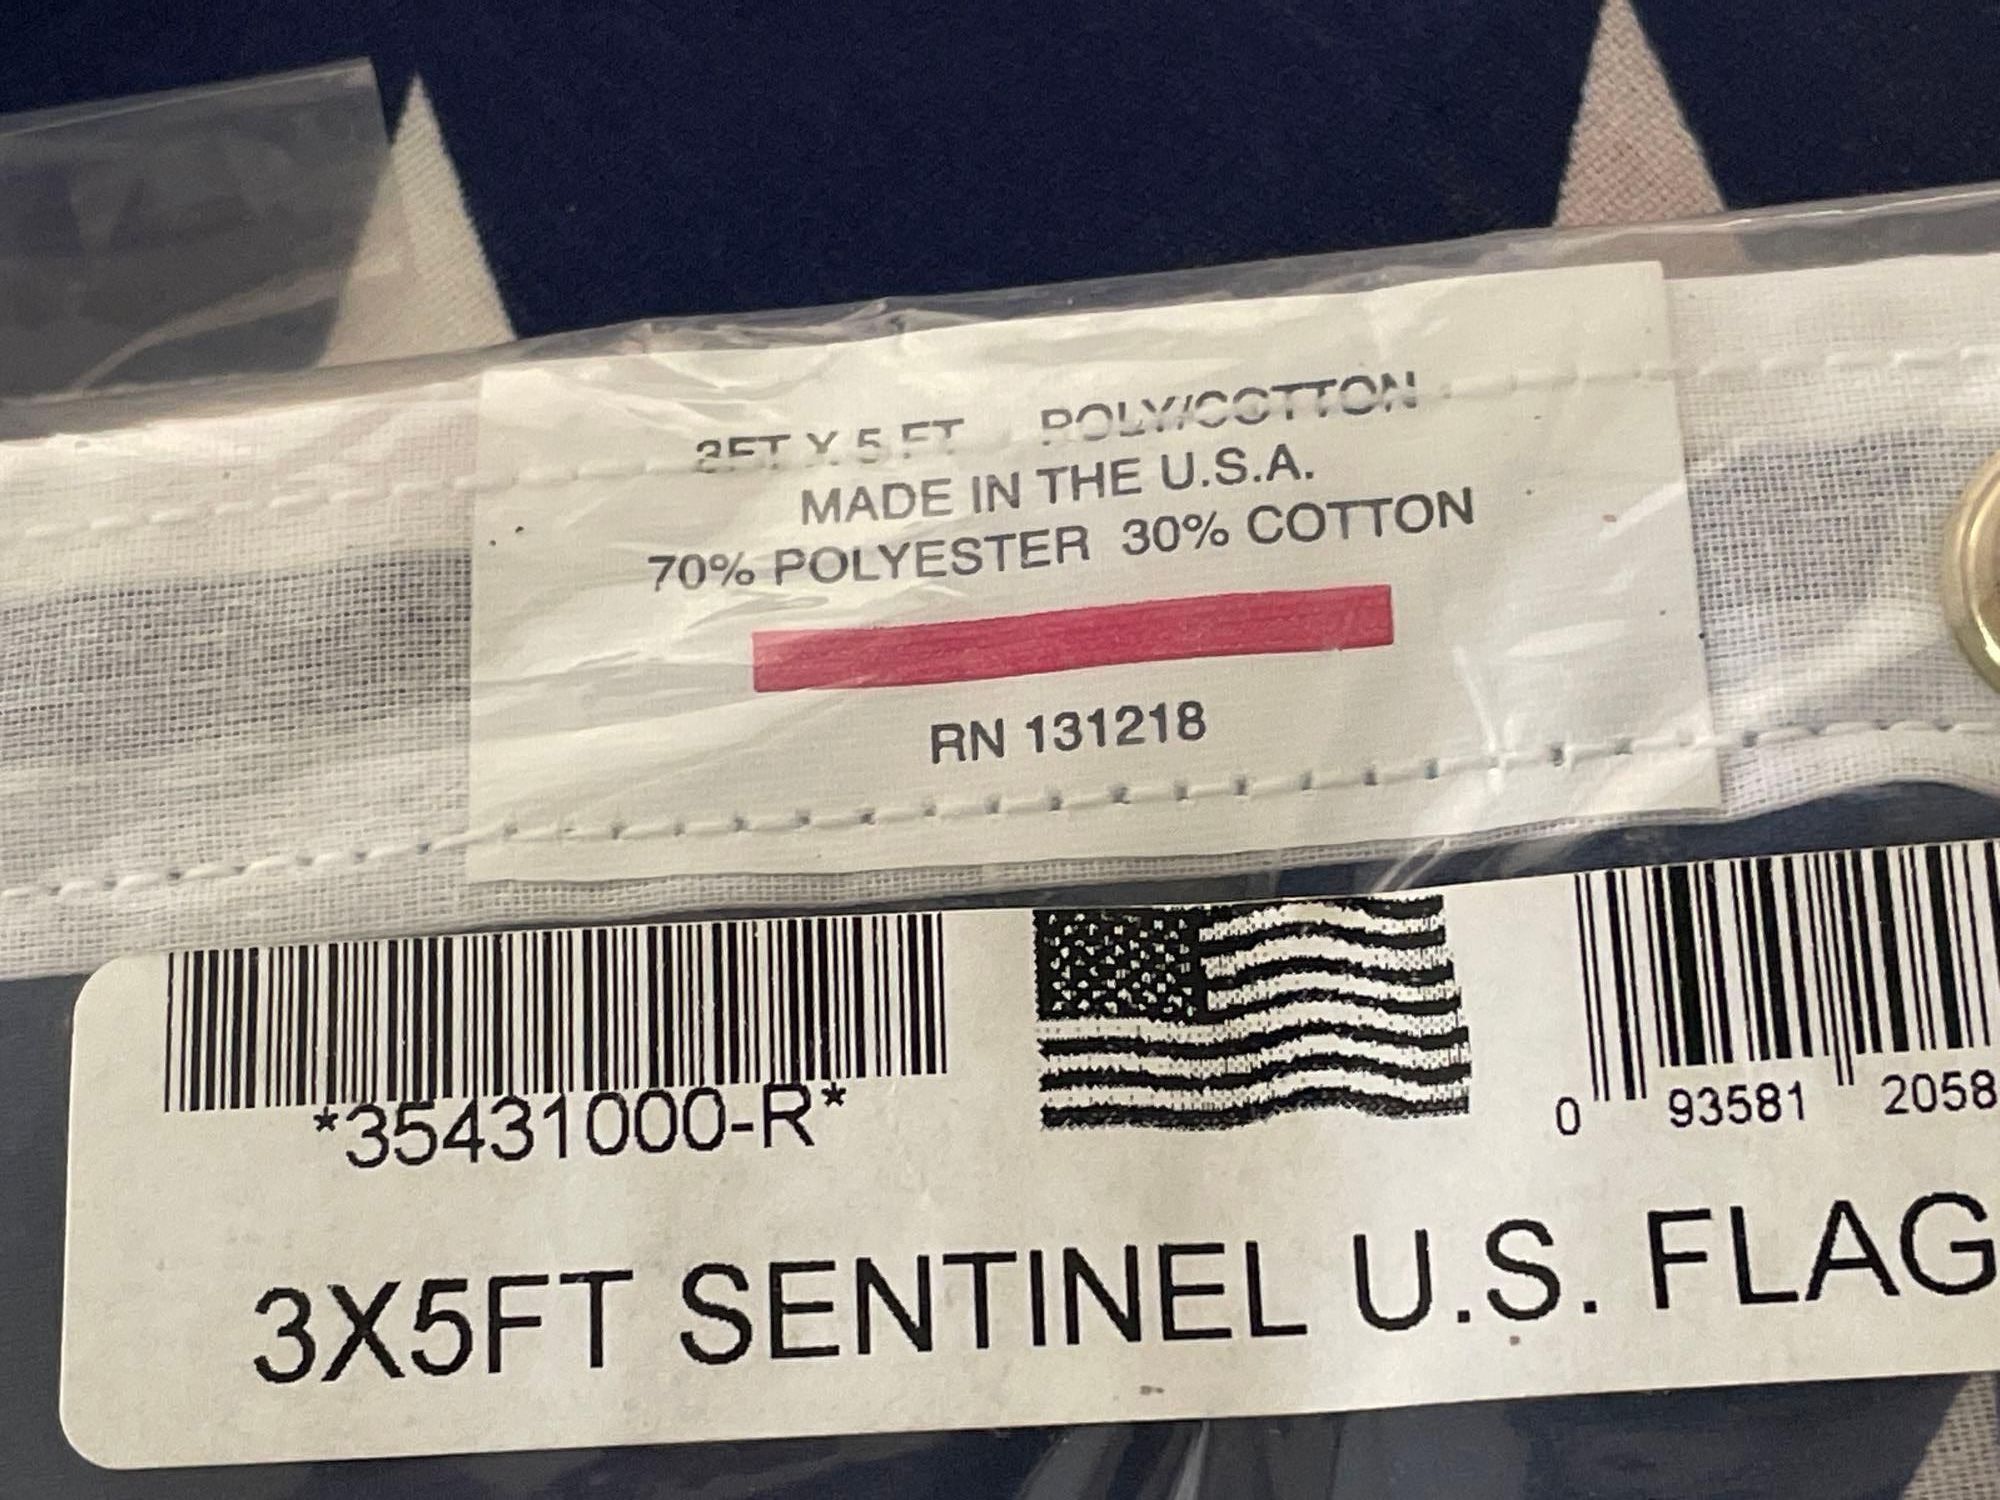 3FT X 5 FT POLY/COTTON
MADE IN THE U.S.A.
70% POLYESTER 30% COTTON
RN 131218
*35431000-R*
0 93581 2058
3X5FT SENTINEL U.S. FLAG